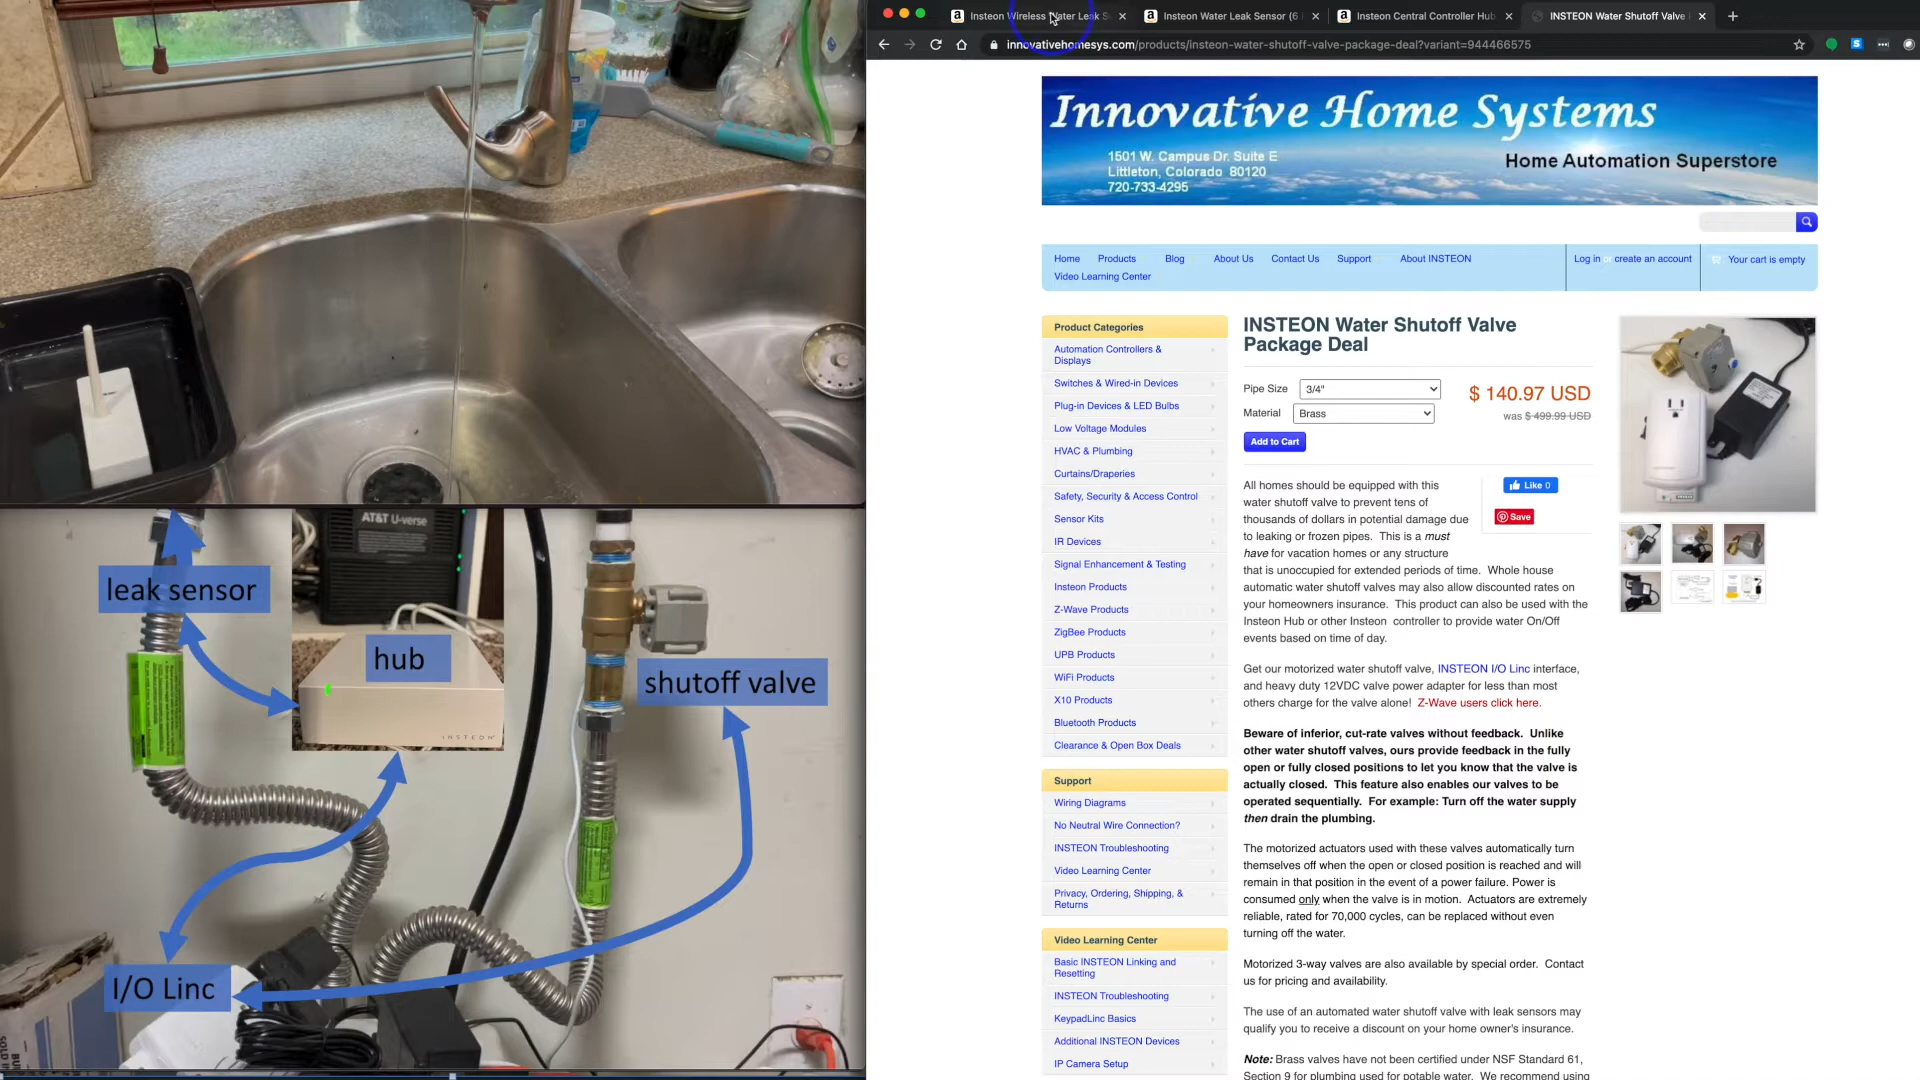 AT&T U-verse
leak sensor
hub
INSTEON
shutoff valve
I/O Linc
Insteon Wireless Water Leak S
Insteon Water Leak Sensor (6
Insteon Central Controller Hub
INSTEON Water Shutoff Valve
innovativehomesys.com/products/insteon-water-shutoff-valve-package-deal?variant=944466575
Innovative Home Systems
1501 W. Campus Dr. Suite E
Littleton, Colorado 80120
720-733-4295
Home Automation Superstore
Home Products Blog About Us Contact Us Support About INSTEON
Video Learning Center
Log in or create an account
Your cart is empty
Product Categories
Automation Controllers &
Displays
Switches & Wired-in Devices
Plug-in Devices & LED Bulbs
Low Voltage Modules
HVAC & Plumbing
Curtains/Draperies
Safety, Security & Access Control
Sensor Kits
IR Devices
Signal Enhancement & Testing
Insteon Products
Z-Wave Products
ZigBee Products
UPB Products
WiFi Products
X10 Products
Bluetooth Products
Clearance & Open Box Deals
Support
Wiring Diagrams
No Neutral Wire Connection?
INSTEON Troubleshooting
Video Learning Center
Privacy, Ordering, Shipping, &
Returns
Video Learning Center
Basic INSTEON Linking and
Resetting
INSTEON Troubleshooting
KeypadLinc Basics
Additional INSTEON Devices
IP Camera Setup
INSTEON Water Shutoff Valve
Package Deal
Pipe Size 3/4"
Material Brass
$ 140.97 USD
was $ 499.99 USD
Add to Cart
Like 0
Save
All homes should be equipped with this
water shutoff valve to prevent tens of
thousands of dollars in potential damage due
to leaking or frozen pipes. This is a must
have for vacation homes or any structure
that is unoccupied for extended periods of time. Whole house
automatic water shutoff valves may also allow discounted rates on
your homeowners insurance. This product can also be used with the
Insteon Hub or other Insteon controller to provide water On/Off
events based on time of day.
Get our motorized water shutoff valve, INSTEON I/O Linc interface,
and heavy duty 12VDC valve power adapter for less than most
others charge for the valve alone! Z-Wave users click here.
Beware of inferior, cut-rate valves without feedback. Unlike
other water shutoff valves, ours provide feedback in the fully
open or fully closed positions to let you know that the valve is
actually closed. This feature also enables our valves to be
operated sequentially. For example: Turn off the water supply
then drain the plumbing.
The motorized actuators used with these valves automatically turn
themselves off when the open or closed position is reached and will
remain in that position in the event of a power failure. Power is
consumed only when the valve is in motion. Actuators are extremely
reliable, rated for 70,000 cycles, can be replaced without even
turning off the water.
Motorized 3-way valves are also available by special order. Contact
us for pricing and availability.
The use of an automated water shutoff valve with leak sensors may
qualify you to receive a discount on your home owner's insurance.
Note: Brass valves have not been certified under NSF Standard 61,
Section 9 for plumbing used for potable water. We recommend using